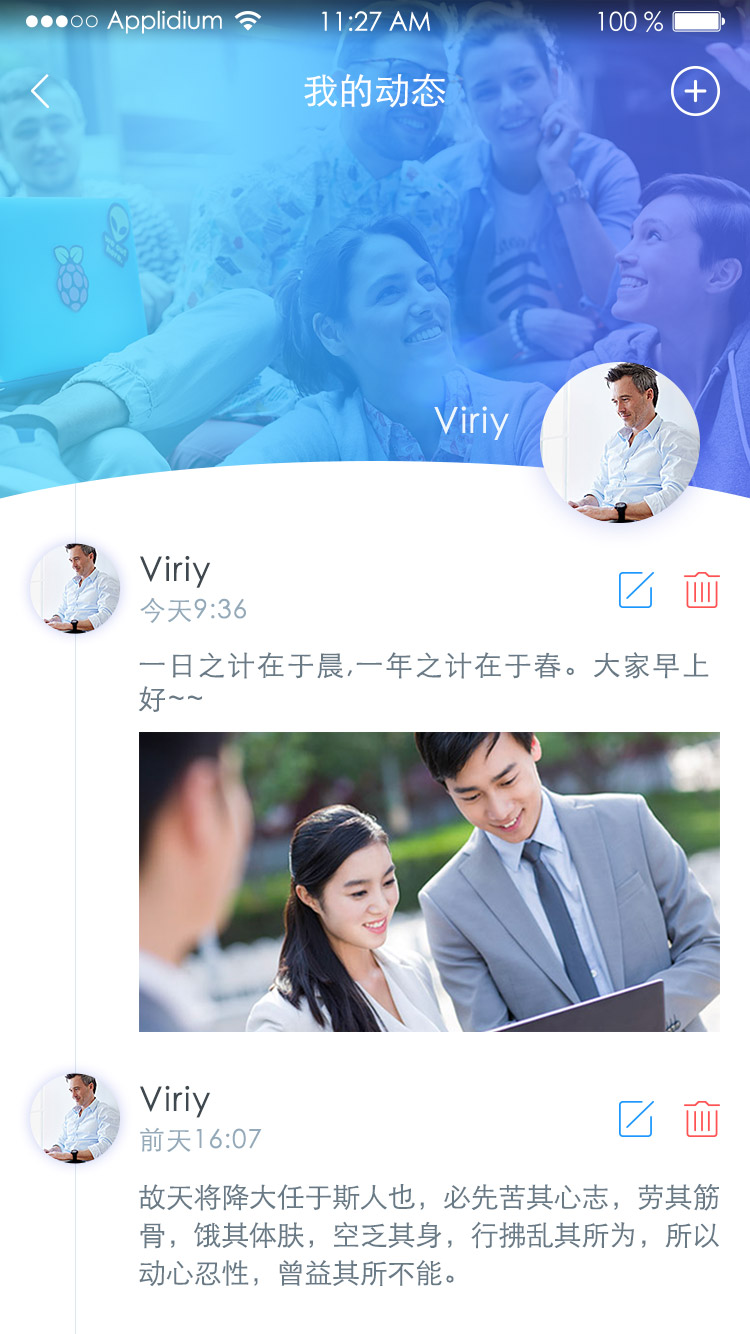 Applidium 11:27 AM 100 %
我的动态
Viriy
Viriy
今天9:36
一日之计在于晨,一年之计在于春。大家早上
好~~
Viriy
前天16:07
故天将降大任于斯人也，必先苦其心志，劳其筋
骨，饿其体肤，空乏其身，行拂乱其所为，所以
动心忍性，曾益其所不能。